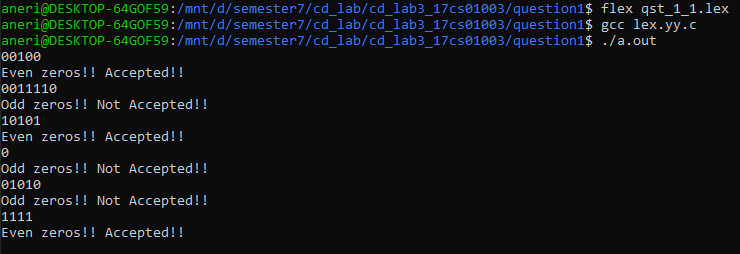 aneri@DESKTOP-64GOF59:/mnt/d/semester7/cd_lab/cd_lab3_17cs01003/question1$ flex qst_1_1.lex
aneri@DESKTOP-64GOF59:/mnt/d/semester7/cd_lab/cd_lab3_17cs01003/question1$ gcc lex.yy.c
aneri@DESKTOP-64GOF59:/mnt/d/semester7/cd_lab/cd_lab3_17cs01003/question1$ ./a.out
00100
Even zeros!! Accepted!!
0011110
Odd zeros!! Not Accepted!!
10101
Even zeros!! Accepted!!
0
Odd zeros!! Not Accepted!!
01010
Odd zeros!! Not Accepted!!
1111
Even zeros!! Accepted!!